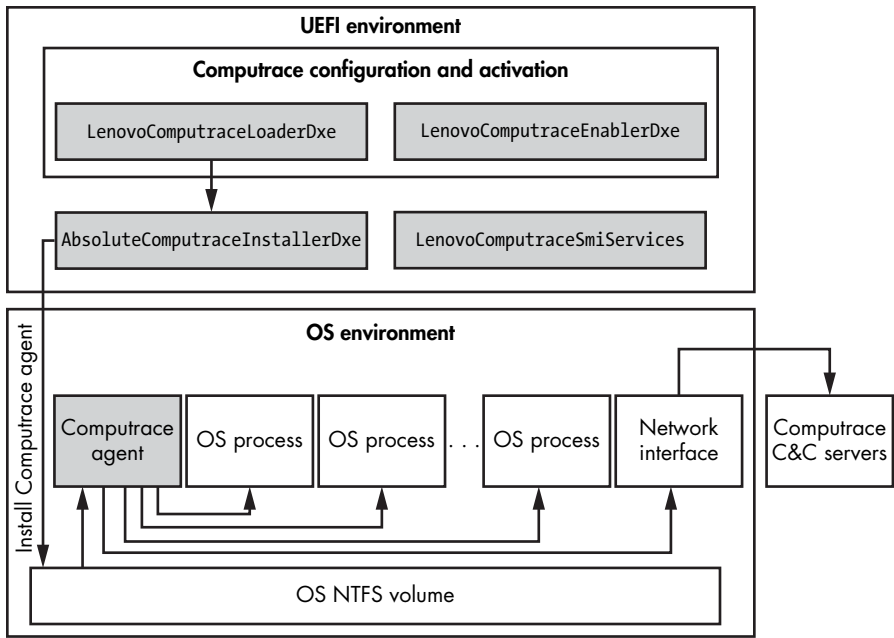 UEFI environment
Computrace configuration and activation
LenovoComputraceLoaderDxe
LenovoComputraceEnablerDxe
AbsoluteComputraceInstallerDxe
LenovoComputraceSmiServices
Install Computrace agent
OS environment
Computrace
agent
OS process
OS process
. . .
OS process
Network
interface
Computrace
C&C servers
OS NTFS volume